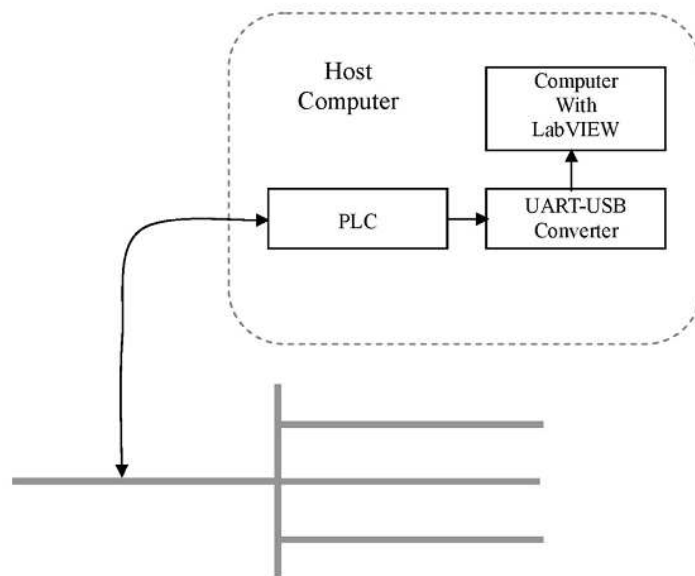 Host
Computer
Computer
With
LabVIEW
PLC
UART-USB
Converter